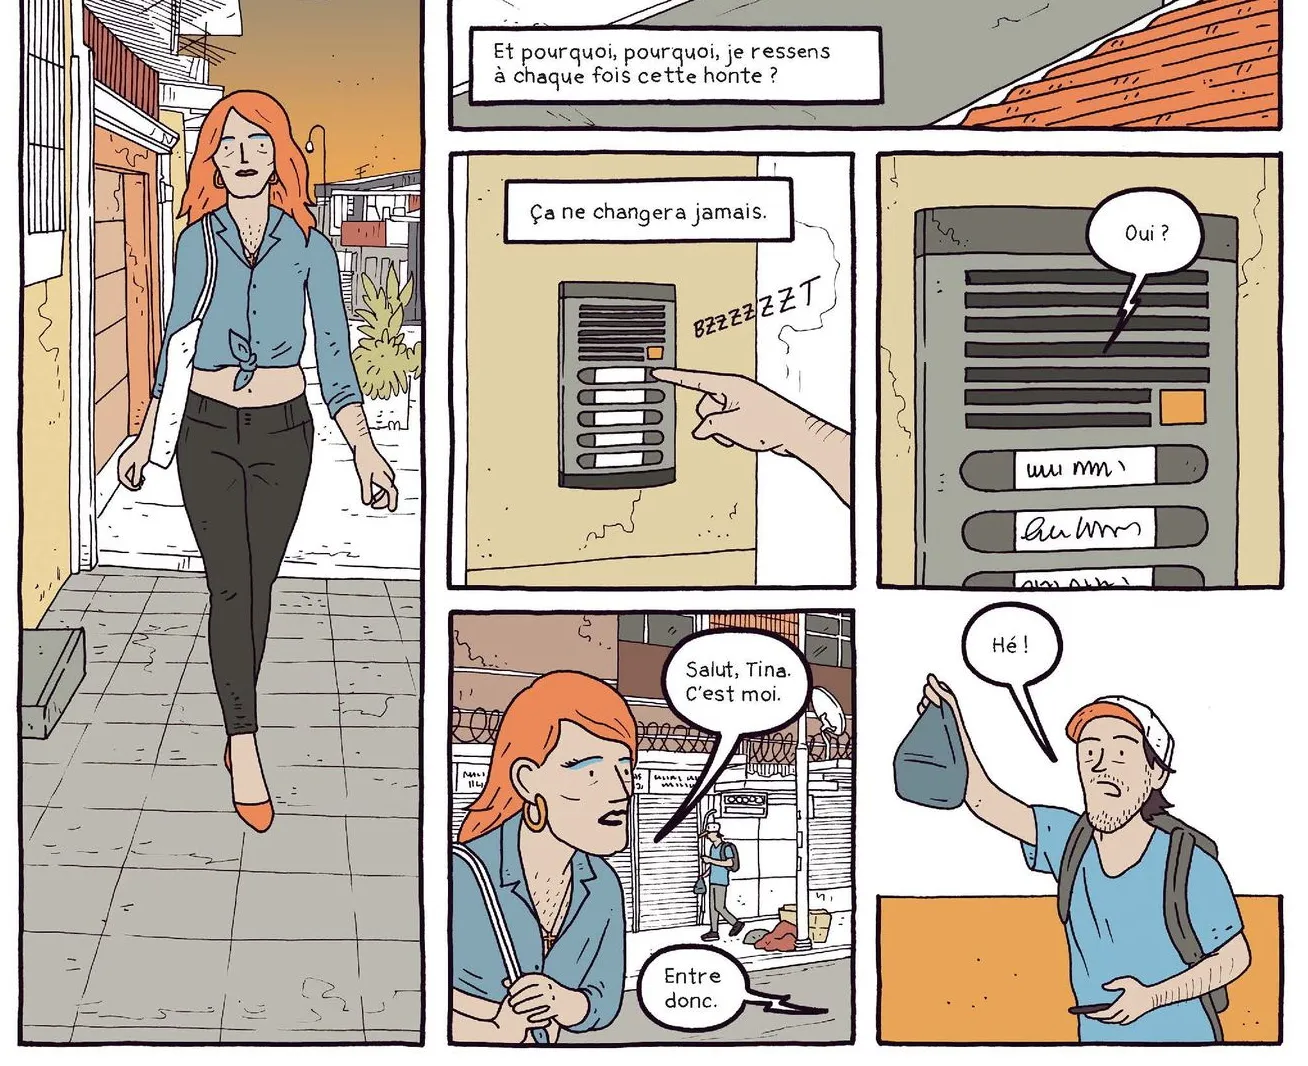 Et pourquoi, pourquoi, je ressens
à chaque fois cette honte ?
Ça ne changera jamais.
BZZZZZZT
Oui ?
Salut, Tina.
C'est moi.
Entre
donc.
Hé !